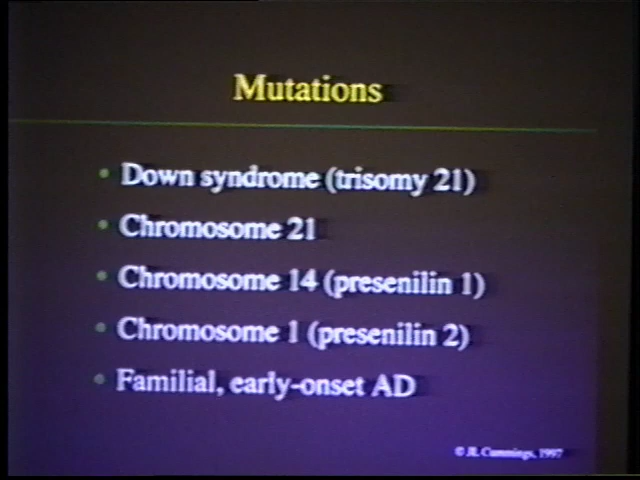 Mutations
• Down syndrome (trisomy 21)
• Chromosome 21
• Chromosome 14 (presenilin 1)
• Chromosome 1 (presenilin 2)
• Familial, early-onset AD
© JL Cummings, 1997